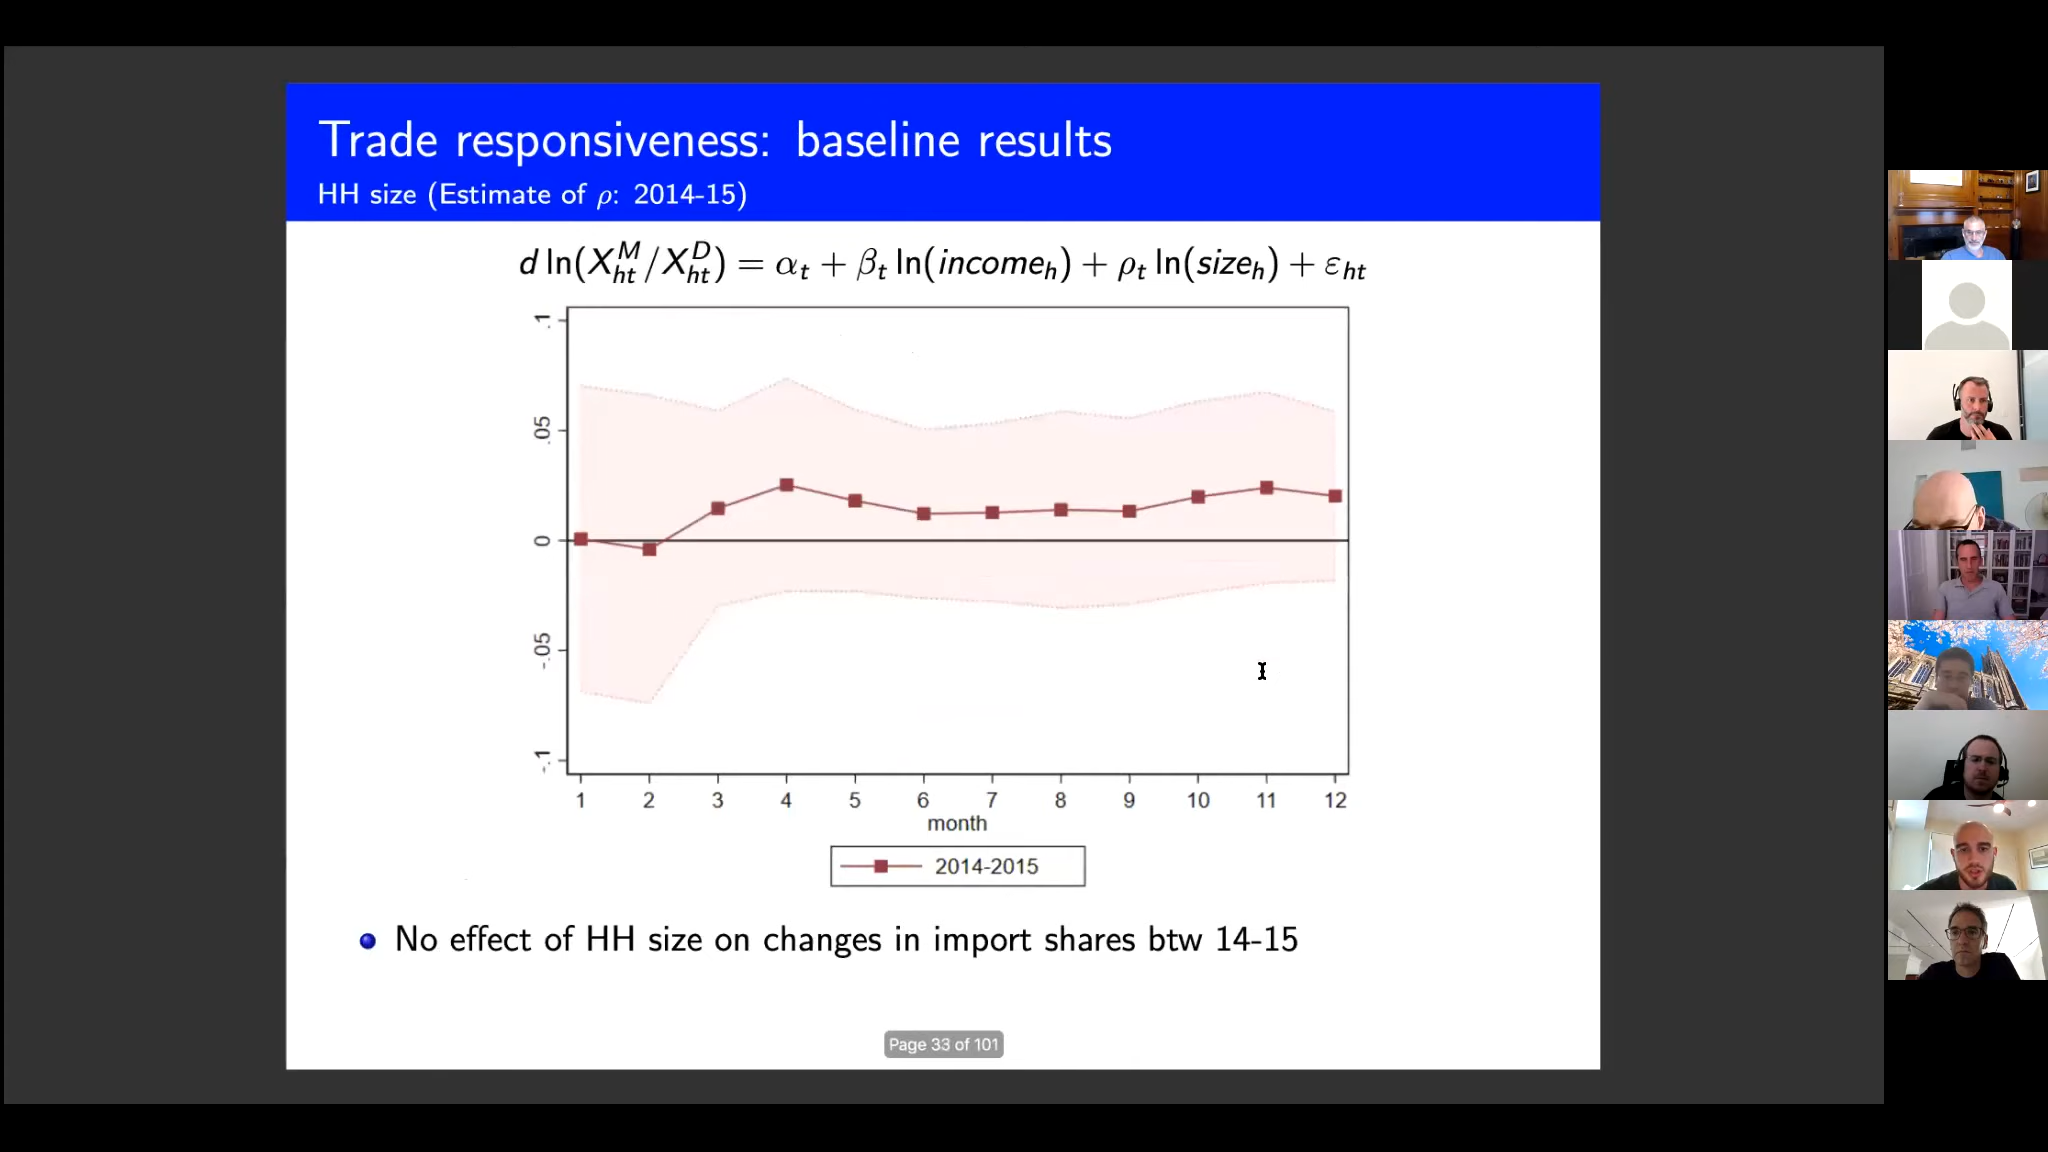 Trade responsiveness: baseline results
HH size (Estimate of ρ: 2014-15)
d ln(X^M_ht/X^D_ht) = α_t + β_t ln(income_h) + ρ_t ln(size_h) + ε_ht
.1
.05
0
-.05
-.1
1 2 3 4 5 6 7 8 9 10 11 12
month
2014-2015
No effect of HH size on changes in import shares btw 14-15
Page 33 of 101